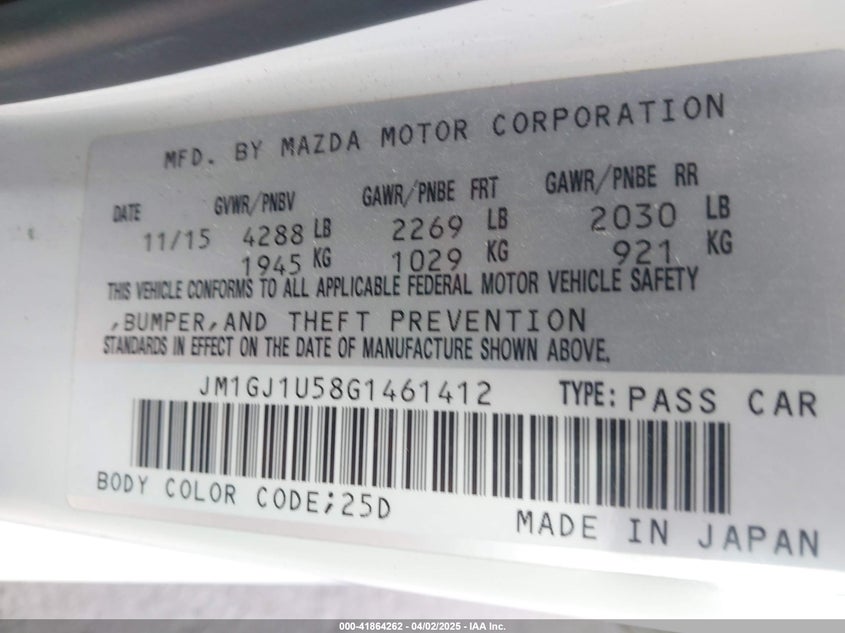 MFD. BY MAZDA MOTOR CORPORATION
DATE GVWR/PNBV GAWR/PNBE FRT GAWR/PNBE RR
11/15 4288 LB 2269 LB 2030 LB
1945 KG 1029 KG 921 KG
THIS VEHICLE CONFORMS TO ALL APPLICABLE FEDERAL MOTOR VEHICLE SAFETY
,BUMPER,AND THEFT PREVENTION
STANDARDS IN EFFECT ON THE DATE OF MANUFACTURE SHOWN ABOVE.
JM1GJ1U58G1461412 TYPE: PASS CAR
BODY COLOR CODE;25D
MADE IN JAPAN
000-41864262 - 04/02/2025 - IAA Inc.